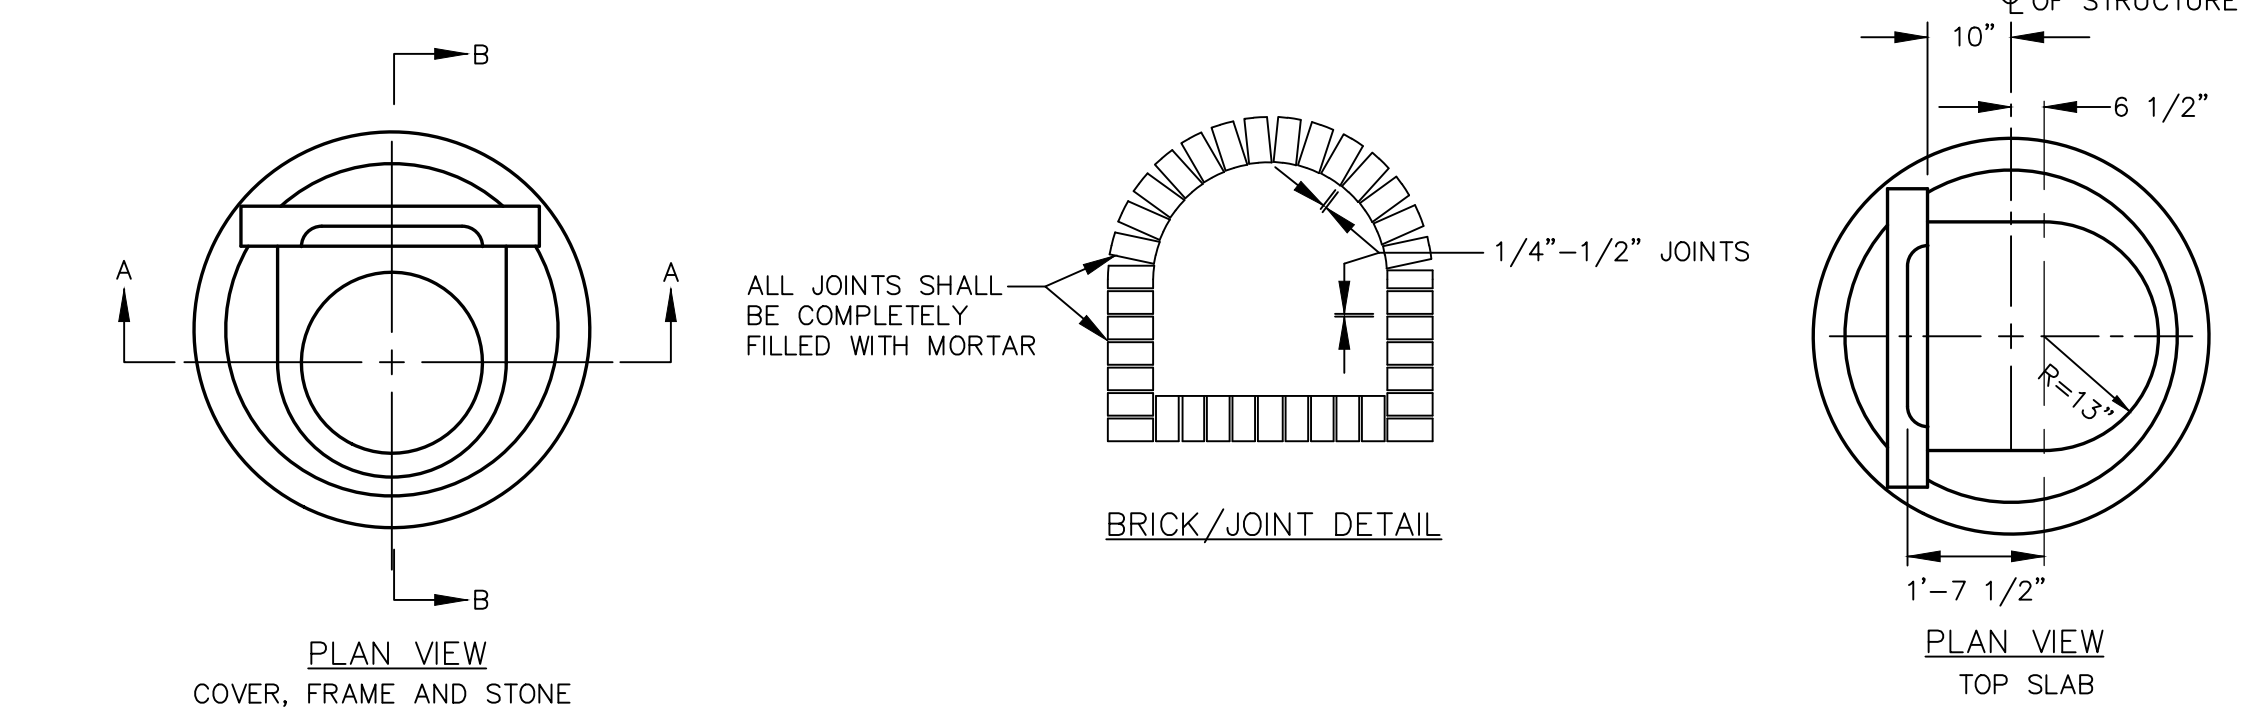 B
A
A
B
PLAN VIEW
COVER, FRAME AND STONE
ALL JOINTS SHALL
BE COMPLETELY
FILLED WITH MORTAR
1/4”–1/2” JOINTS
BRICK/JOINT DETAIL
℄ OF STRUCTURE
10”
6 1/2”
R=13”
1’–7 1/2”
PLAN VIEW
TOP SLAB